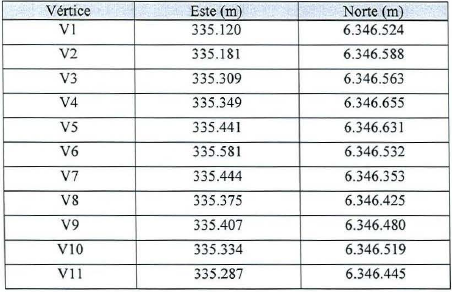 Vértice Este (m) Norte (m)
V1 335.120 6.346.524
V2 335.181 6.346.588
V3 335.309 6.346.563
V4 335.349 6.346.655
V5 335.441 6.346.631
V6 335.581 6.346.532
V7 335.444 6.346.353
V8 335.375 6.346.425
V9 335.407 6.346.480
V10 335.334 6.346.519
V11 335.287 6.346.445